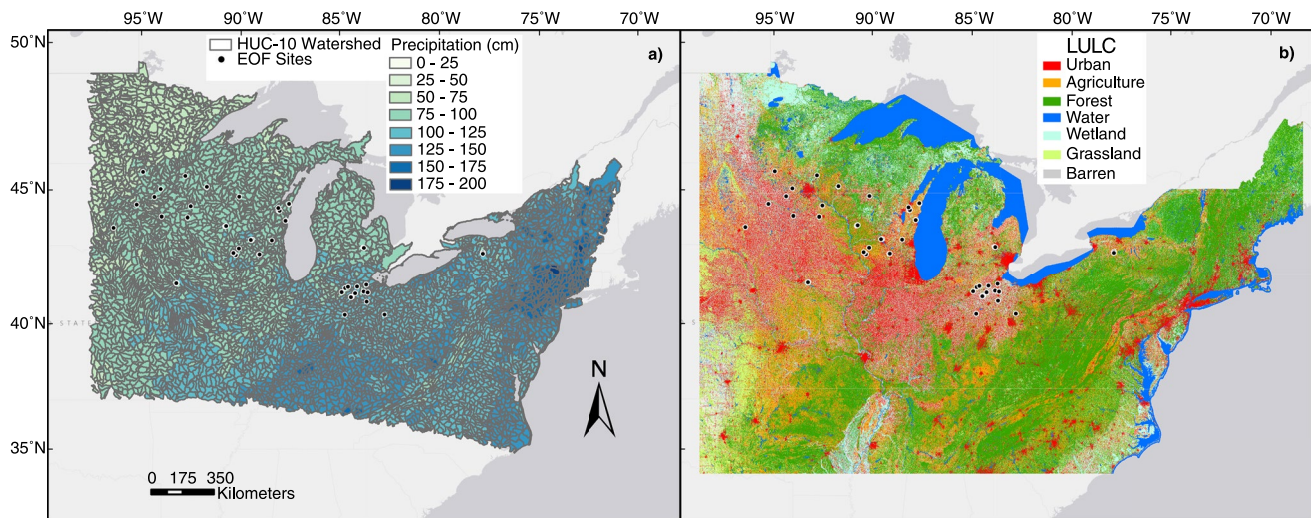 95˚W 90˚W 85˚W 80˚W 75˚W 70˚W 95˚W 90˚W 85˚W 80˚W 75˚W 70˚W
50˚N
45˚N
40˚N
35˚N
HUC-10 Watershed
EOF Sites
Precipitation (cm)
0 - 25
25 - 50
50 - 75
75 - 100
100 - 125
125 - 150
150 - 175
175 - 200
a)
STATE
N
0 175 350
Kilometers
b)
LULC
Urban
Agriculture
Forest
Water
Wetland
Grassland
Barren